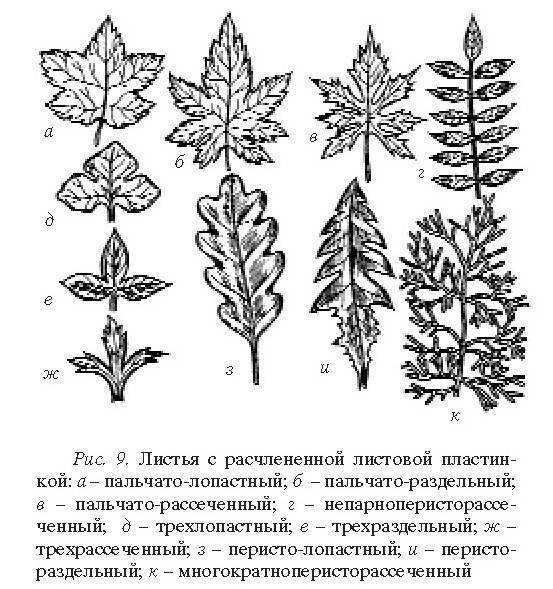 а
б
в
г
д
е
ж
з
и
к
Рис. 9. Листья с расчлененной листовой пластин-
кой: а – пальчато-лопастный; б – пальчато-раздельный;
в – пальчато-рассеченный; г – непарноперисторассе-
ченный; д – трехлопастный; е – трехраздельный; ж –
трехрассеченный; з – перисто-лопастный; и – перисто-
раздельный; к – многократноперисторассеченный